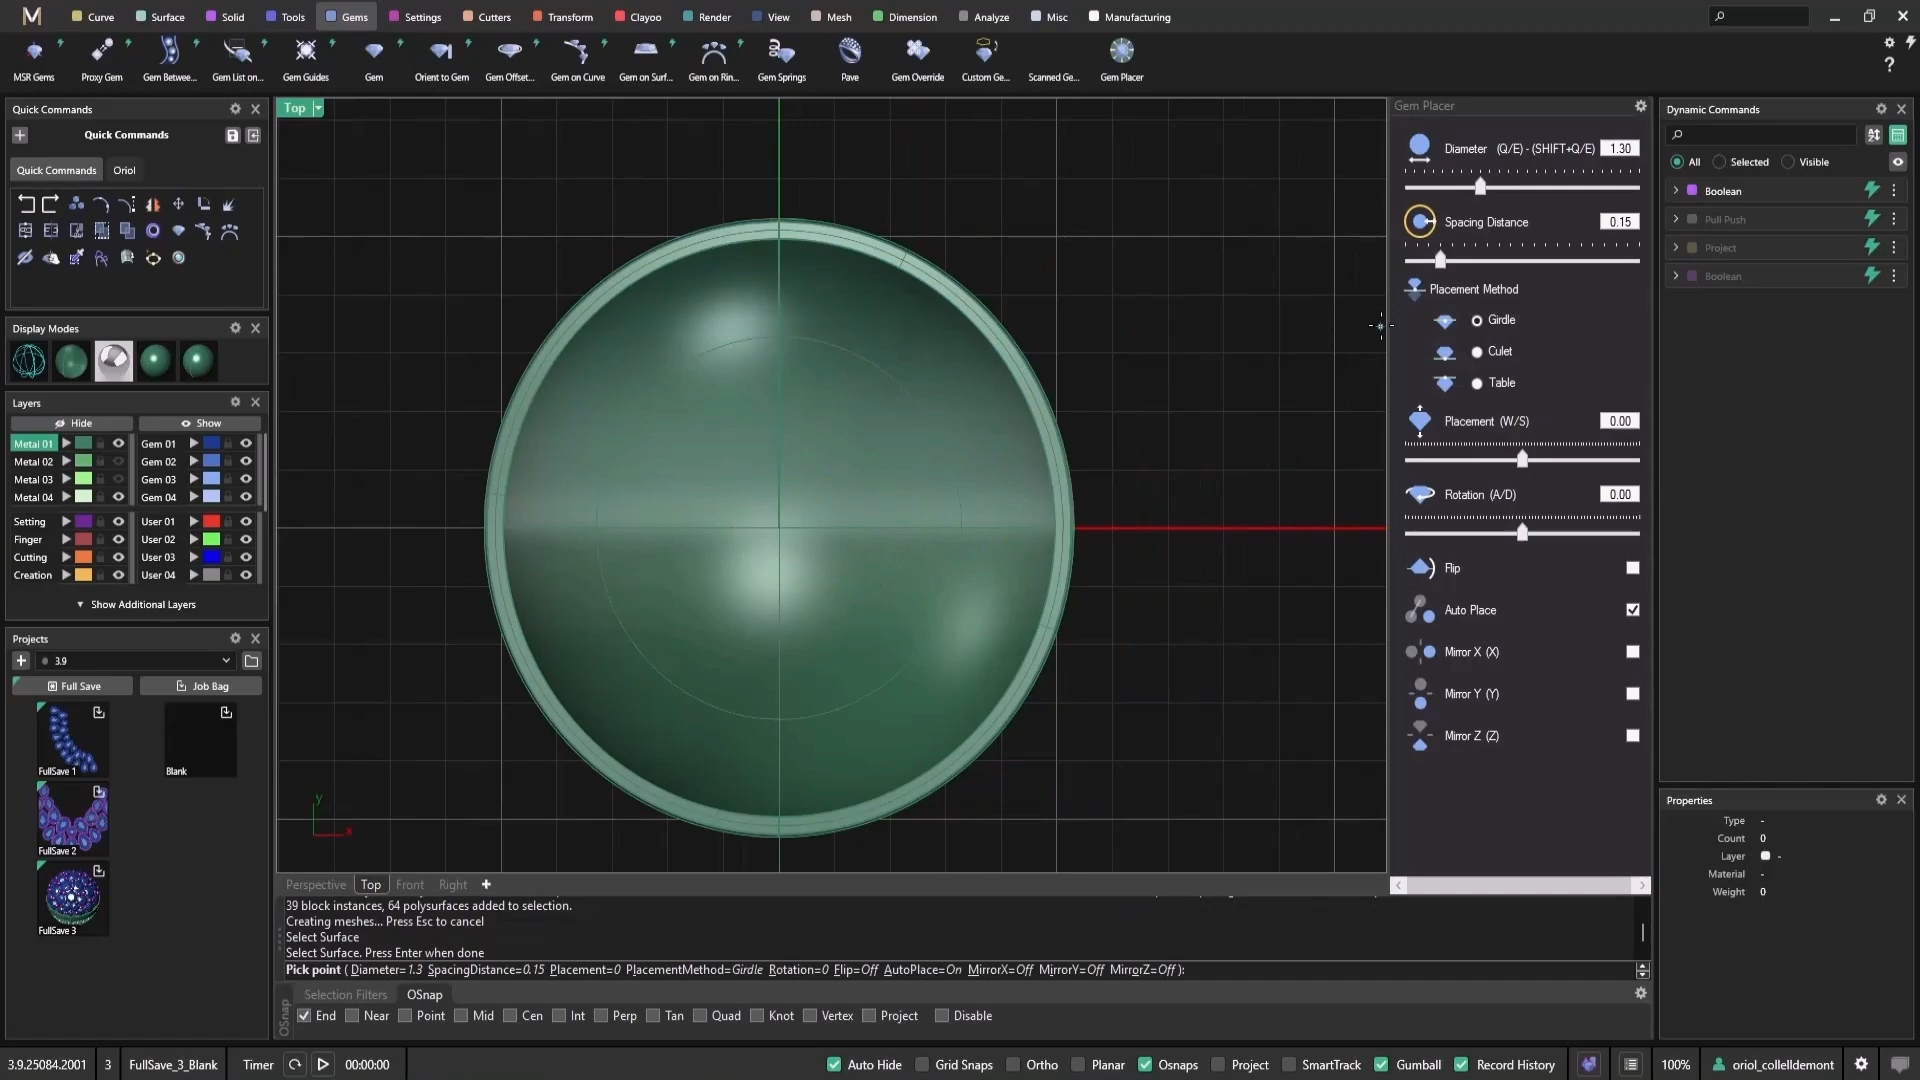 Curve Surface Solid Tools Gems Settings Cutters Transform Clayoo Render View Mesh Dimension Analyze Misc Manufacturing
MSR Gems Proxy Gem Gem Betwee... Gem List on... Gem Guides Gem Orient to Gem Gem Offset... Gem on Curve Gem on Surf... Gem on Rin... Gem Springs Pave Gem Override Custom Ge... Scanned Ge... Gem Placer
Quick Commands
Quick Commands
Quick Commands Oriol
Display Modes
Layers
Hide Show
Metal 01 Gem 01
Metal 02 Gem 02
Metal 03 Gem 03
Metal 04 Gem 04
Setting User 01
Finger User 02
Cutting User 03
Creation User 04
Show Additional Layers
Projects
3.9
Full Save Job Bag
FullSave 1 Blank
FullSave 2
FullSave 3
Top
y
x
Perspective Top Front Right
39 block instances, 64 polysurfaces added to selection.
Creating meshes... Press Esc to cancel
Select Surface
Select Surface. Press Enter when done
Pick point ( Diameter=1.3 SpacingDistance=0.15 Placement=0 PlacementMethod=Girdle Rotation=0 Flip=Off AutoPlace=On MirrorX=Off MirrorY=Off MirrorZ=Off ):
OSnap
Selection Filters OSnap
End Near Point Mid Cen Int Perp Tan Quad Knot Vertex Project Disable
Gem Placer
Diameter (Q/E) - (SHIFT+Q/E) 1.30
Spacing Distance 0.15
Placement Method
Girdle
Culet
Table
Placement (W/S) 0.00
Rotation (A/D) 0.00
Flip
Auto Place
Mirror X (X)
Mirror Y (Y)
Mirror Z (Z)
Dynamic Commands
All Selected Visible
Boolean
Pull Push
Project
Boolean
Properties
Type -
Count 0
Layer -
Material -
Weight 0
3.9.25084.2001 3 FullSave_3_Blank Timer 00:00:00 Auto Hide Grid Snaps Ortho Planar Osnaps Project SmartTrack Gumball Record History 100% oriol_collelldemont